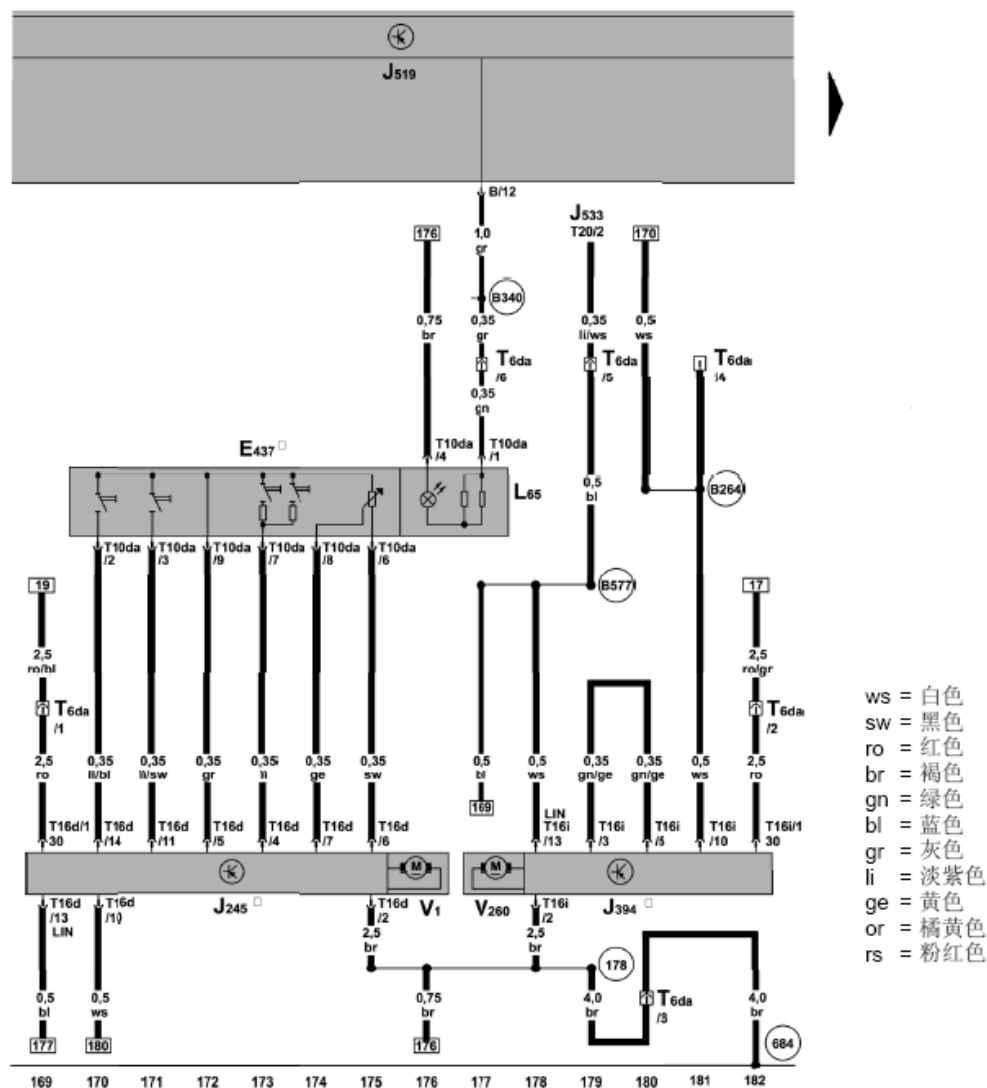 J519
B/12
J533
T20/2
176
170
1,0
gr
B340
0,75
br
0,35
gr
0,35
li/ws
0,5
ws
T6da
/6
T6da
/5
T6da
/4
0,35
gn
E437
T10da
/4
T10da
/1
L65
0,5
bl
B264
T10da
/2
T10da
/3
T10da
/9
T10da
/7
T10da
/8
T10da
/6
19
B577
17
2,5
ro/bl
2,5
ro/gr
T6da
/1
T6da
/2
2,5
ro
0,35
li/bl
0,35
li/sw
0,35
gr
0,35
li
0,35
ge
0,35
sw
0,5
bl
0,5
ws
0,35
gn/ge
0,35
gn/ge
0,5
ws
2,5
ro
169
LIN
T16d/1
30
T16d
/14
T16d
/11
T16d
/5
T16d
/4
T16d
/7
T16d
/6
T16i
/13
T16i
/3
T16i
/5
T16i
/10
T16i/1
30
M
M
J245
V1
V260
J394
T16d
/13
LIN
T16d
/10
T16d
/2
T16i
/2
2,5
br
2,5
br
178
0,5
bl
0,5
ws
0,75
br
4,0
br
T6da
/3
4,0
br
177
180
176
684
169 170 171 172 173 174 175 176 177 178 179 180 181 182
ws = 白色
sw = 黑色
ro = 红色
br = 褐色
gn = 绿色
bl = 蓝色
gr = 灰色
li = 淡紫色
ge = 黄色
or = 橘黄色
rs = 粉红色